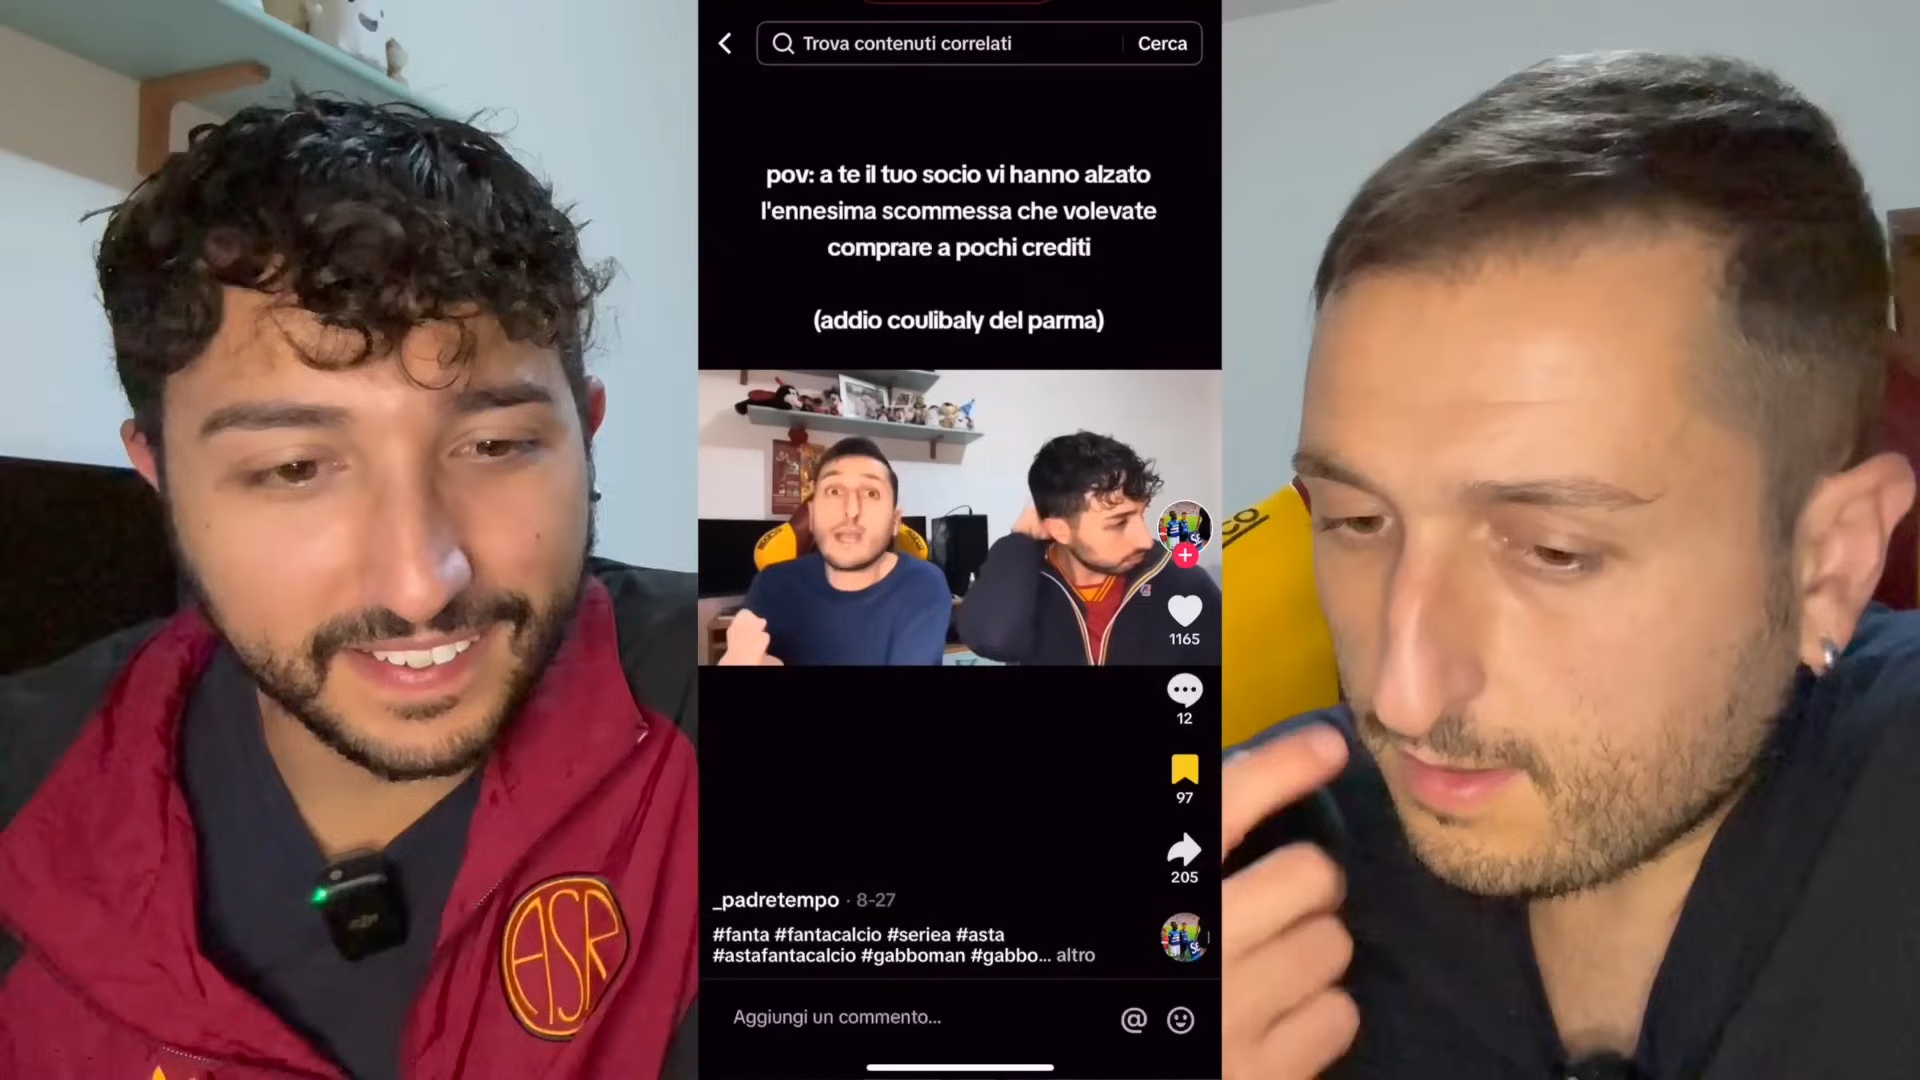 Trova contenuti correlati
Cerca
pov: a te il tuo socio vi hanno alzato
l'ennesima scommessa che volevate
comprare a pochi crediti
(addio coulibaly del parma)
1165
12
97
205
_padretempo · 8-27
#fanta #fantacalcio #seriea #asta
#astafantacalcio #gabboman #gabbo... altro
Aggiungi un commento...
@
ASR
dji